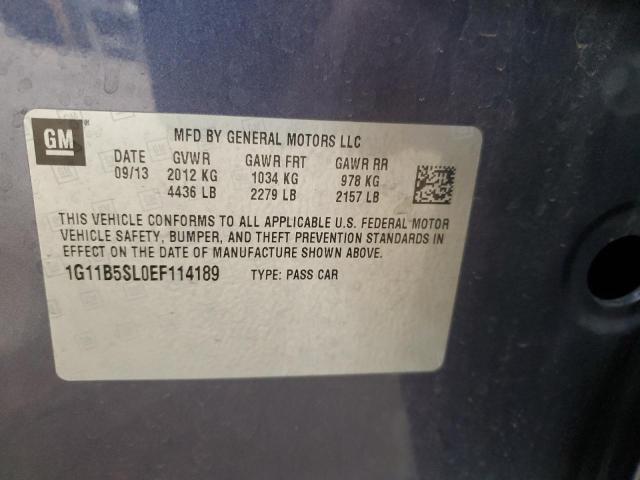 GM
MFD BY GENERAL MOTORS LLC
DATE GVWR GAWR FRT GAWR RR
09/13 2012 KG 1034 KG 978 KG
4436 LB 2279 LB 2157 LB
THIS VEHICLE CONFORMS TO ALL APPLICABLE U.S. FEDERAL MOTOR
VEHICLE SAFETY, BUMPER, AND THEFT PREVENTION STANDARDS IN
EFFECT ON THE DATE OF MANUFACTURE SHOWN ABOVE.
1G11B5SL0EF114189 TYPE: PASS CAR